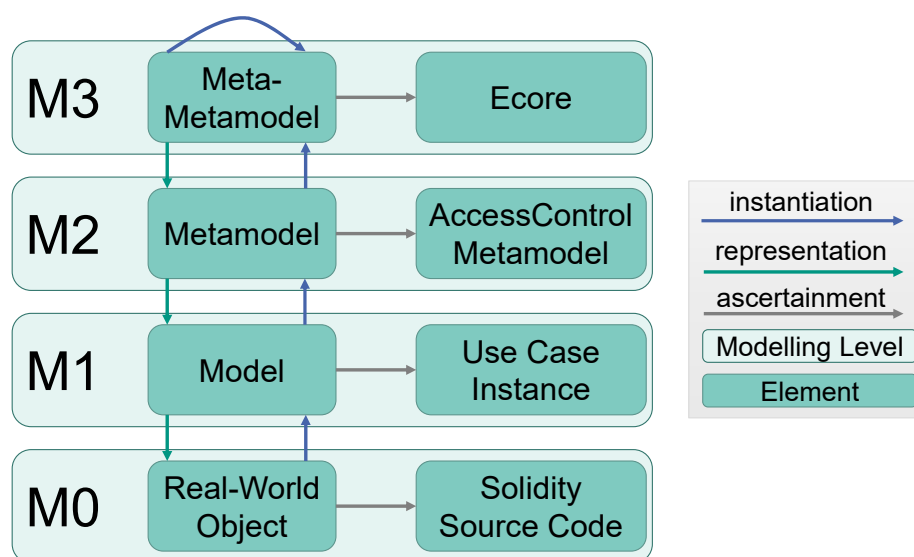 M3
Meta-
Metamodel
Ecore
M2
Metamodel
AccessControl
Metamodel
M1
Model
Use Case
Instance
M0
Real-World
Object
Solidity
Source Code
instantiation
representation
ascertainment
Modelling Level
Element